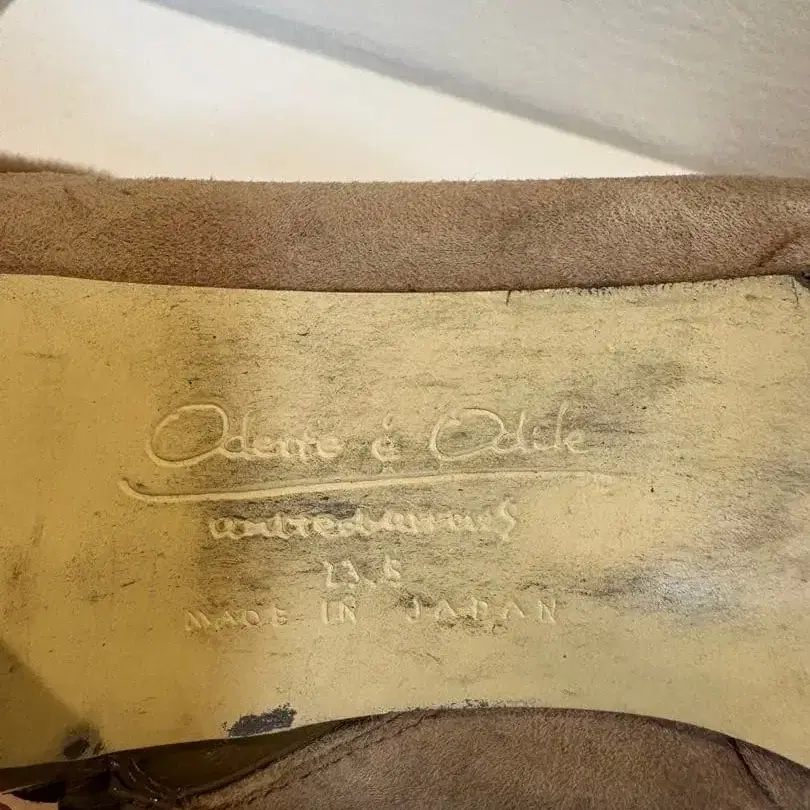 Odette é Odile
UNITED ARROWS
23.5
MADE IN JAPAN